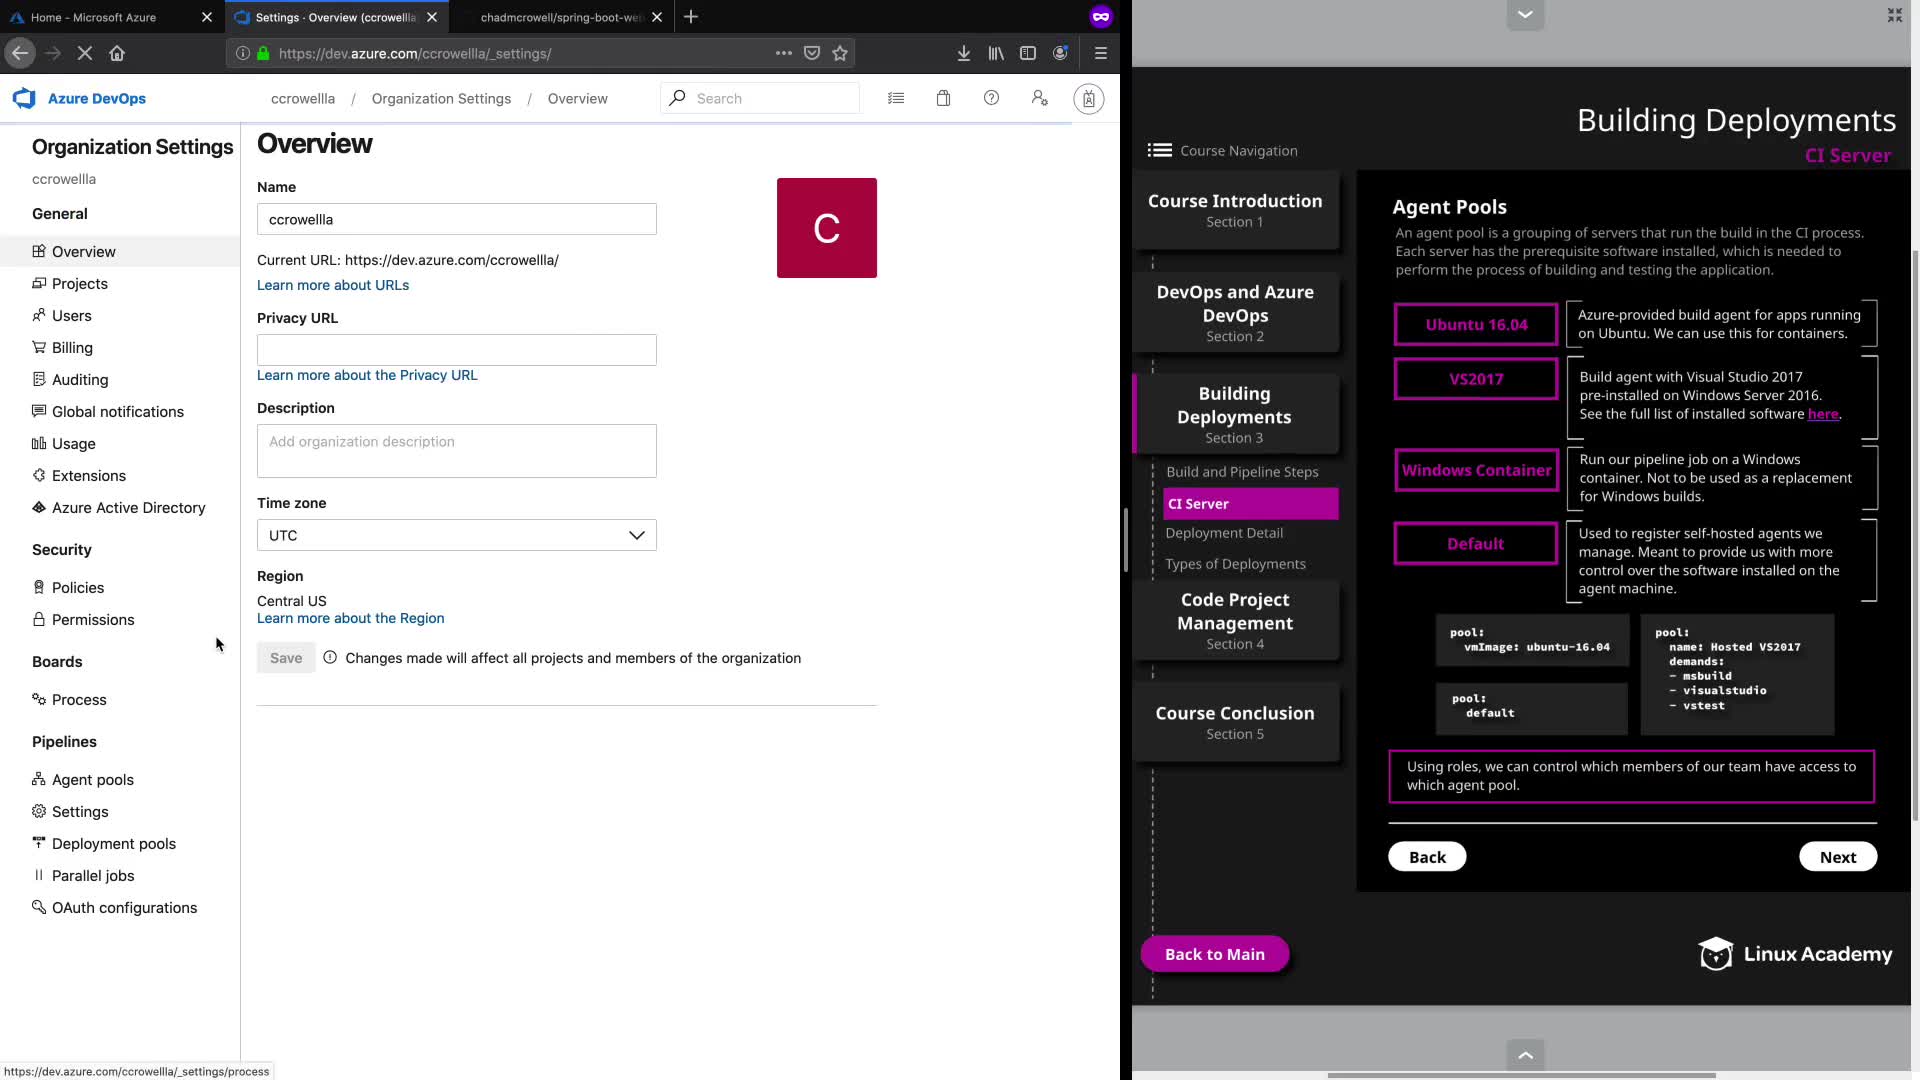 Home - Microsoft Azure
Settings · Overview (ccrowellla
chadmcrowell/spring-boot-we
https://dev.azure.com/ccrowellla/_settings/
Azure DevOps
ccrowellla / Organization Settings / Overview
Search
Organization Settings
ccrowellla
General
Overview
Projects
Users
Billing
Auditing
Global notifications
Usage
Extensions
Azure Active Directory
Security
Policies
Permissions
Boards
Process
Pipelines
Agent pools
Settings
Deployment pools
Parallel jobs
OAuth configurations
https://dev.azure.com/ccrowellla/_settings/process
Overview
Name
ccrowellla
C
Current URL: https://dev.azure.com/ccrowellla/
Learn more about URLs
Privacy URL
Learn more about the Privacy URL
Description
Add organization description
Time zone
UTC
Region
Central US
Learn more about the Region
Save
Changes made will affect all projects and members of the organization
Building Deployments
CI Server
Course Navigation
Course Introduction
Section 1
DevOps and Azure
DevOps
Section 2
Building
Deployments
Section 3
Build and Pipeline Steps
CI Server
Deployment Detail
Types of Deployments
Code Project
Management
Section 4
Course Conclusion
Section 5
Back to Main
Agent Pools
An agent pool is a grouping of servers that run the build in the CI process.
Each server has the prerequisite software installed, which is needed to
perform the process of building and testing the application.
Ubuntu 16.04
Azure-provided build agent for apps running
on Ubuntu. We can use this for containers.
VS2017
Build agent with Visual Studio 2017
pre-installed on Windows Server 2016.
See the full list of installed software here.
Windows Container
Run our pipeline job on a Windows
container. Not to be used as a replacement
for Windows builds.
Default
Used to register self-hosted agents we
manage. Meant to provide us with more
control over the software installed on the
agent machine.
pool:
vmImage: ubuntu-16.04
pool:
default
pool:
name: Hosted VS2017
demands:
- msbuild
- visualstudio
- vstest
Using roles, we can control which members of our team have access to
which agent pool.
Back
Next
Linux Academy